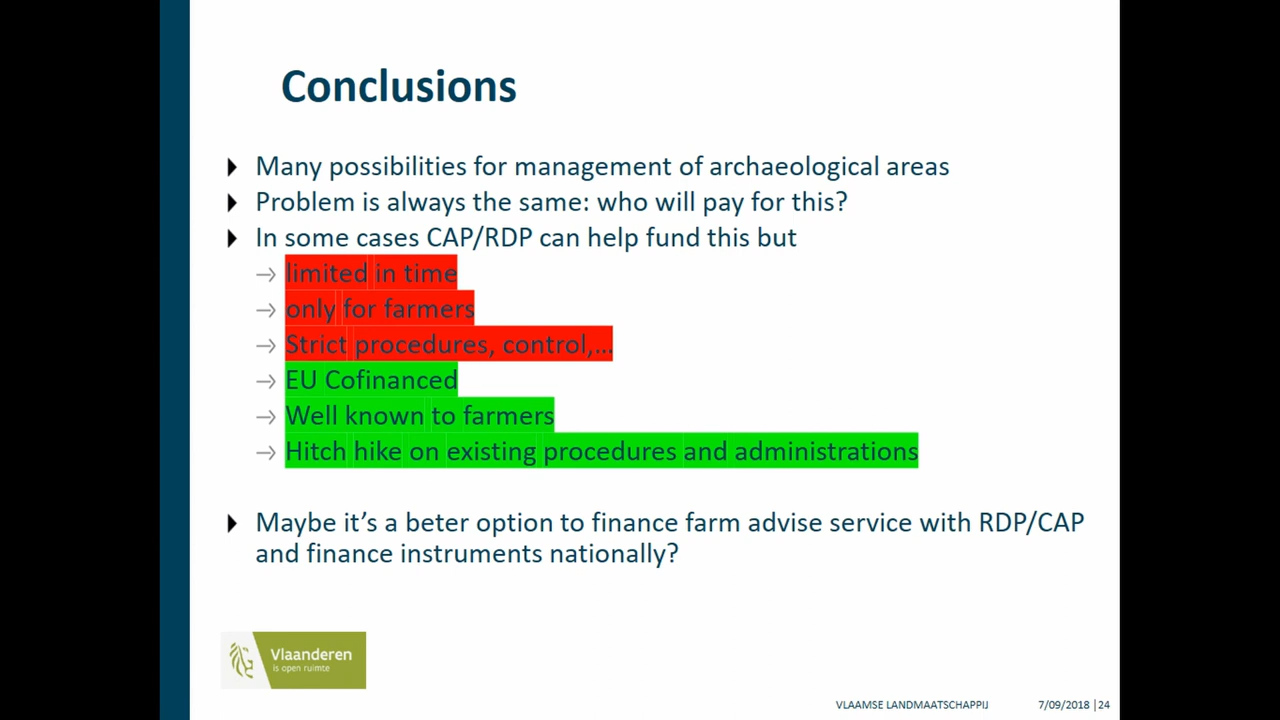 Conclusions
Many possibilities for management of archaeological areas
Problem is always the same: who will pay for this?
In some cases CAP/RDP can help fund this but
limited in time
only for farmers
Strict procedures, control,...
EU Cofinanced
Well known to farmers
Hitch hike on existing procedures and administrations
Maybe it's a beter option to finance farm advise service with RDP/CAP
and finance instruments nationally?
Vlaanderen
is open ruimte
VLAAMSE LANDMAATSCHAPPIJ 7/09/2018 |24